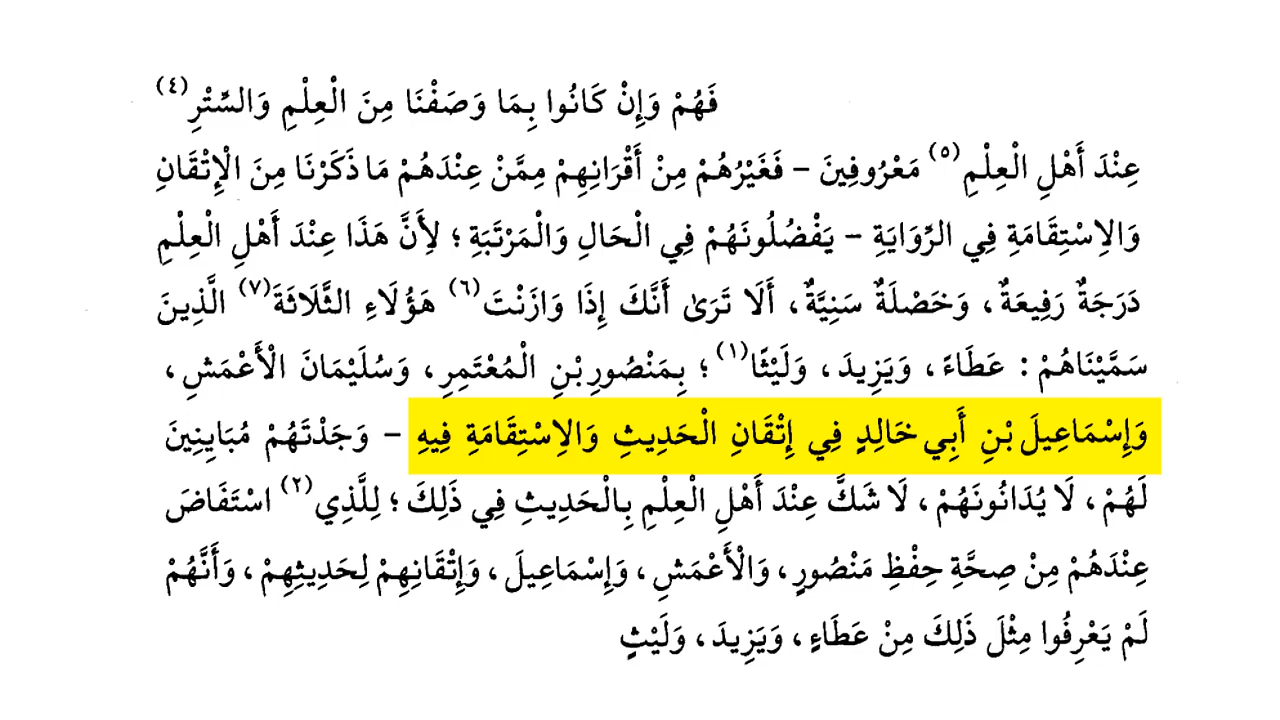 فَهُمْ وَإِنْ كَانُوا بِمَا وَصَفْنَا مِنَ الْعِلْمِ وَالسِّتْرِ(٤)
عِنْدَ أَهْلِ الْعِلْمِ(٥) مَعْرُوفِينَ – فَغَيْرُهُمْ مِنْ أَقْرَانِهِمْ مِمَّنْ عِنْدَهُمْ مَا ذَكَرْنَا مِنَ الْإِتْقَانِ
وَالِاسْتِقَامَةِ فِي الرِّوَايَةِ – يَفْضُلُونَهُمْ فِي الْحَالِ وَالْمَرْتَبَةِ؛ لِأَنَّ هَذَا عِنْدَ أَهْلِ الْعِلْمِ
دَرَجَةٌ رَفِيعَةٌ، وَخَصْلَةٌ سَنِيَّةٌ، أَلَا تَرَىٰ أَنَّكَ إِذَا وَازَنْتَ(٦) هَؤُلَاءِ الثَّلَاثَةَ(٧) الَّذِينَ
سَمَّيْنَاهُمْ: عَطَاءً، وَيَزِيدَ، وَلَيْثًا(١)؛ بِمَنْصُورِ بْنِ الْمُعْتَمِرِ، وَسُلَيْمَانَ الْأَعْمَشِ،
وَإِسْمَاعِيلَ بْنِ أَبِي خَالِدٍ فِي إِتْقَانِ الْحَدِيثِ وَالِاسْتِقَامَةِ فِيهِ – وَجَدْتَهُمْ مُبَايِنِينَ
لَهُمْ، لَا يُدَانُونَهُمْ، لَا شَكَّ عِنْدَ أَهْلِ الْعِلْمِ بِالْحَدِيثِ فِي ذَلِكَ؛ لِلَّذِي(٢) اسْتَفَاضَ
عِنْدَهُمْ مِنْ صِحَّةِ حِفْظِ مَنْصُورٍ، وَالْأَعْمَشِ، وَإِسْمَاعِيلَ، وَإِتْقَانِهِمْ لِحَدِيثِهِمْ، وَأَنَّهُمْ
لَمْ يَعْرِفُوا مِثْلَ ذَلِكَ مِنْ عَطَاءٍ، وَيَزِيدَ، وَلَيْثٍ